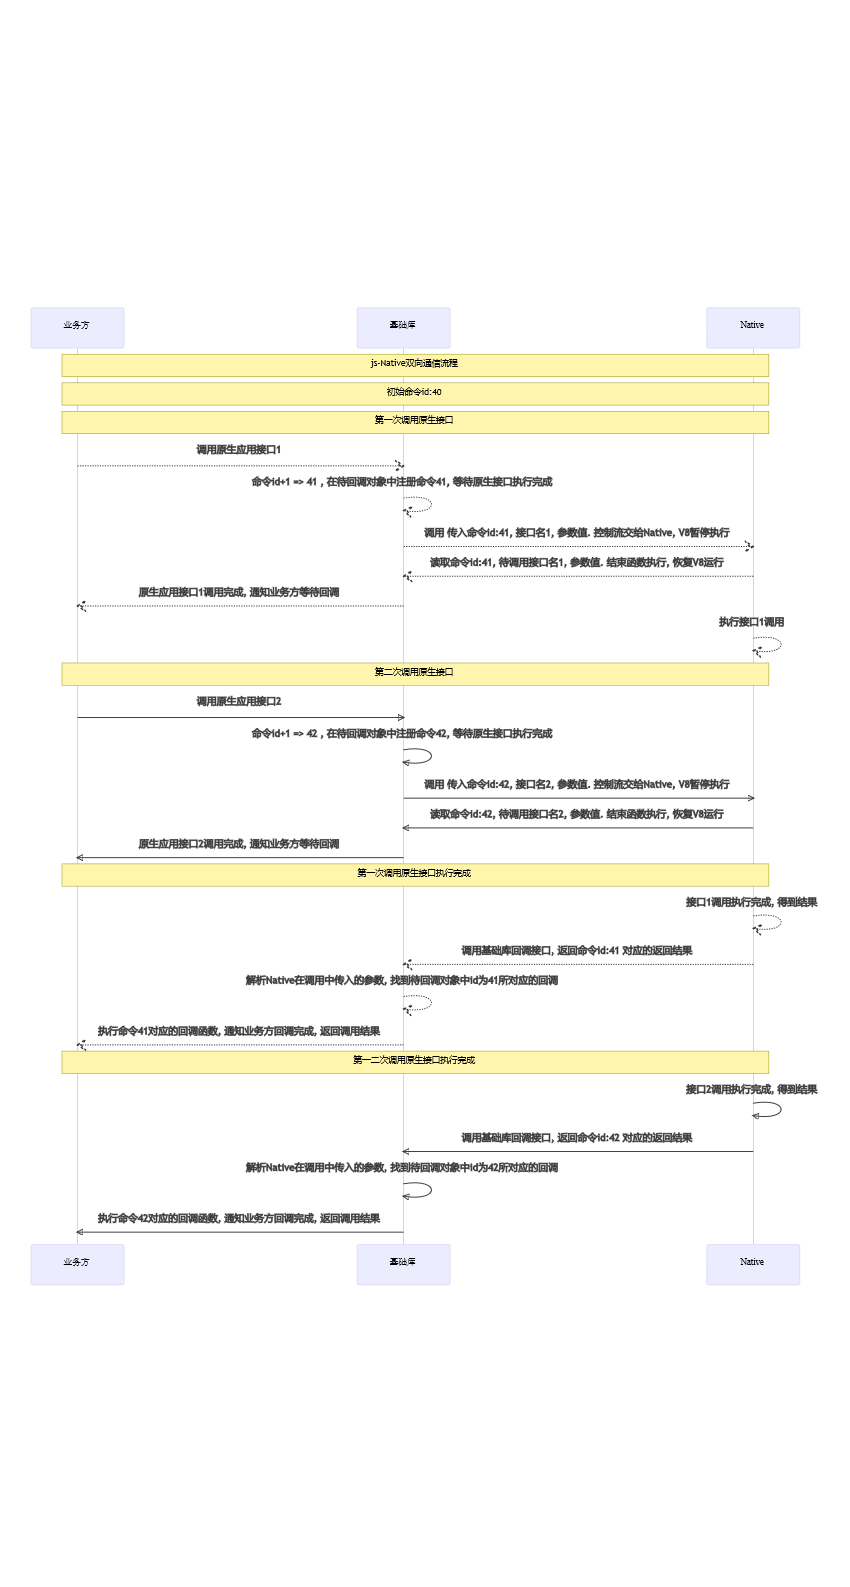 业务方
基础库
Native
js-Native双向通信流程
初始命令id:40
第一次调用原生接口
调用原生应用接口1
命令id+1 => 41 , 在待回调对象中注册命令41, 等待原生接口执行完成
调用 传入命令id:41, 接口名1, 参数值. 控制流交给Native, V8暂停执行
读取命令id:41, 待调用接口名1, 参数值. 结束函数执行, 恢复V8运行
原生应用接口1调用完成, 通知业务方等待回调
执行接口1调用
第二次调用原生接口
调用原生应用接口2
命令id+1 => 42 , 在待回调对象中注册命令42, 等待原生接口执行完成
调用 传入命令id:42, 接口名2, 参数值. 控制流交给Native, V8暂停执行
读取命令id:42, 待调用接口名2, 参数值. 结束函数执行, 恢复V8运行
原生应用接口2调用完成, 通知业务方等待回调
第一次调用原生接口执行完成
接口1调用执行完成, 得到结果
调用基础库回调接口, 返回命令id:41 对应的返回结果
解析Native在调用中传入的参数, 找到待回调对象中id为41所对应的回调
执行命令41对应的回调函数, 通知业务方回调完成, 返回调用结果
第一二次调用原生接口执行完成
接口2调用执行完成, 得到结果
调用基础库回调接口, 返回命令id:42 对应的返回结果
解析Native在调用中传入的参数, 找到待回调对象中id为42所对应的回调
执行命令42对应的回调函数, 通知业务方回调完成, 返回调用结果
业务方
基础库
Native